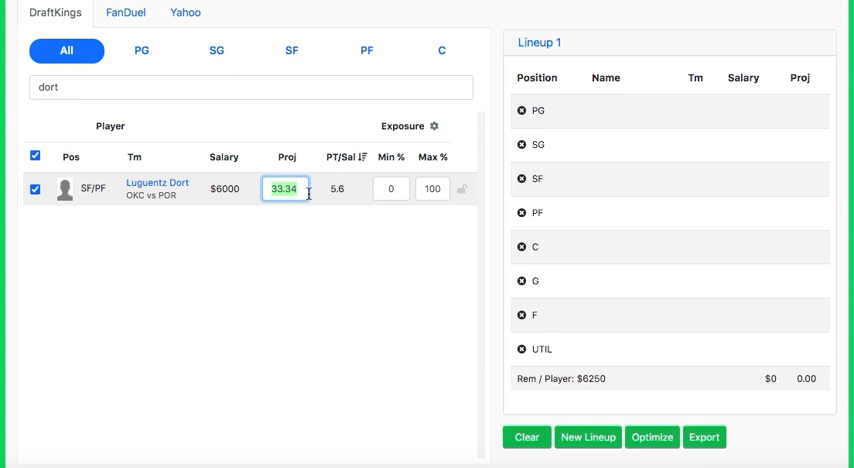 DraftKings FanDuel Yahoo
All PG SG SF PF C
dort
Player Exposure
Pos Tm Salary Proj PT/Sal Min % Max %
SF/PF Luguentz Dort $6000 33.34 5.6 0 100
OKC vs POR
Lineup 1
Position Name Tm Salary Proj
PG
SG
SF
PF
C
G
F
UTIL
Rem / Player: $6250 $0 0.00
Clear New Lineup Optimize Export